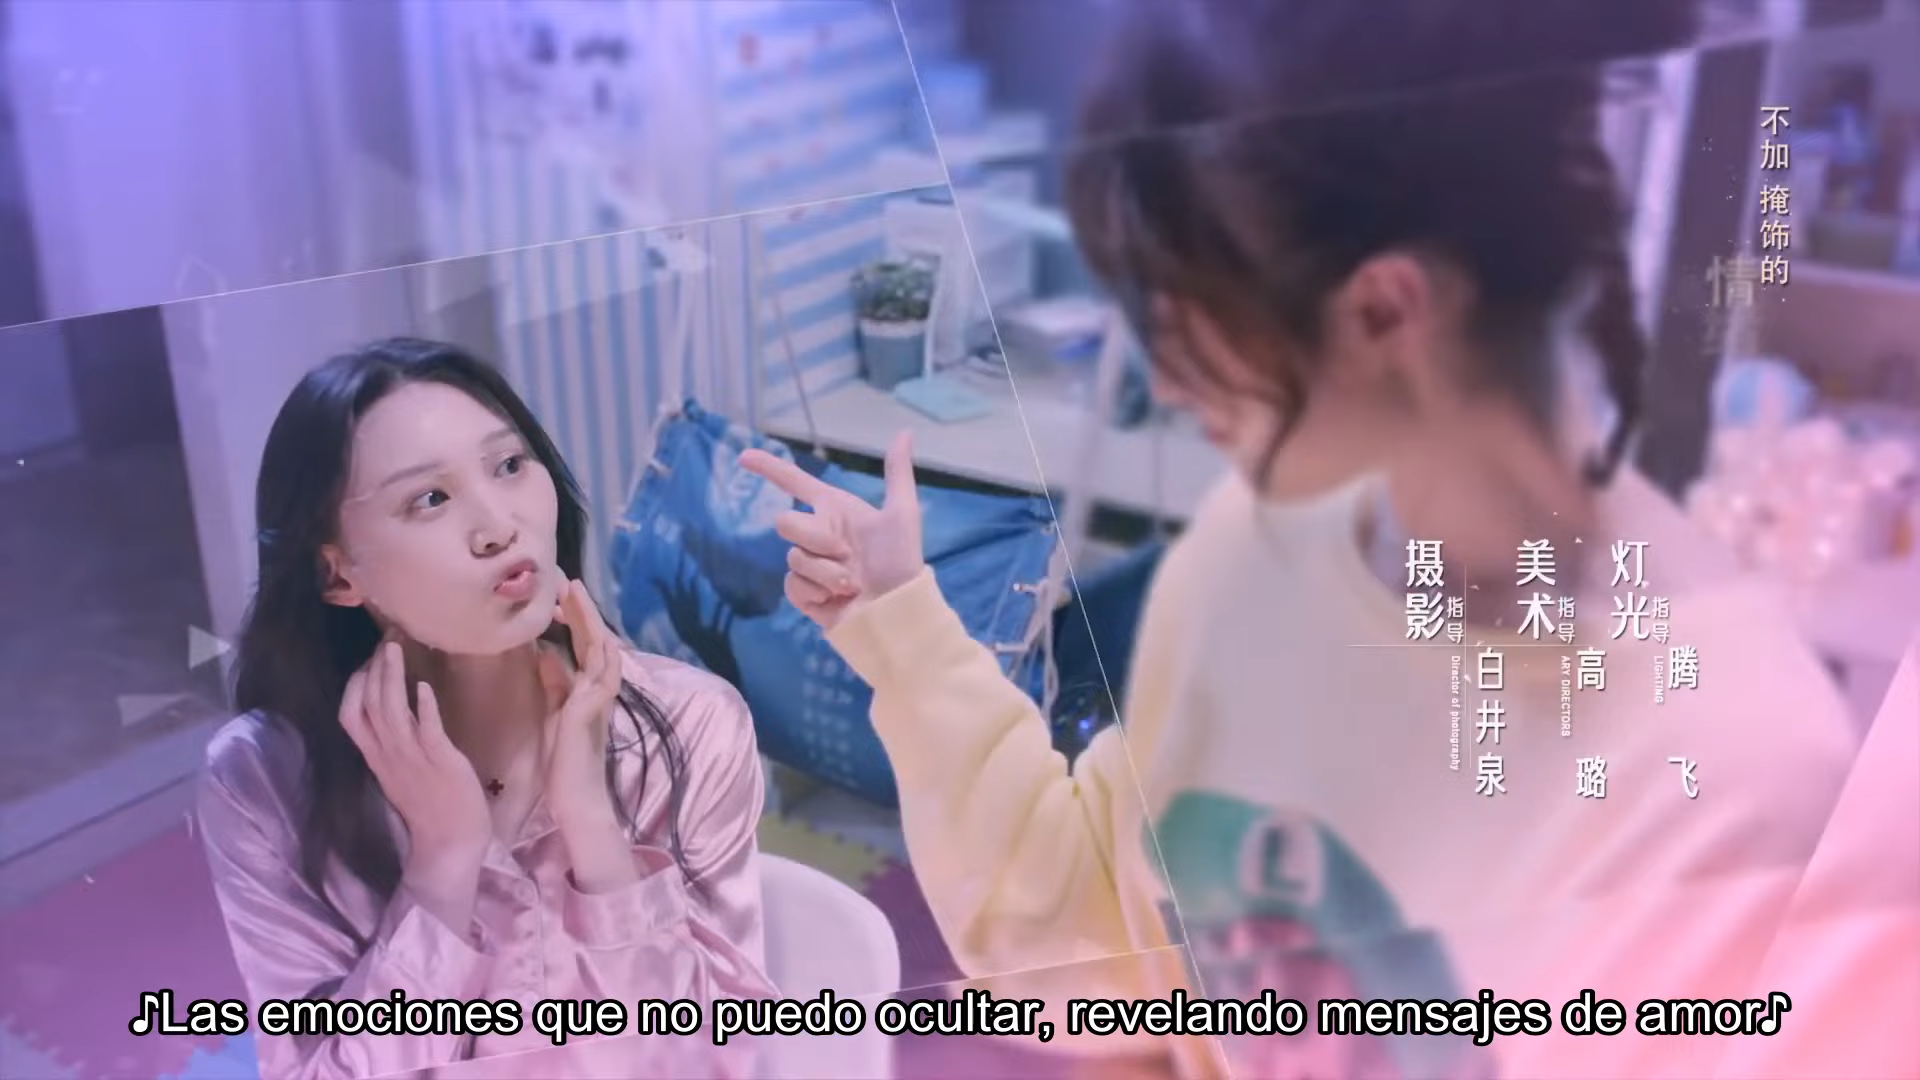 不加 掩饰的
情
摄影指导
Director of photography
白井泉
美术指导
ARY DIRECTORS
高璐
灯光指导
LIGHTING
腾飞
♪Las emociones que no puedo ocultar, revelando mensajes de amor♪